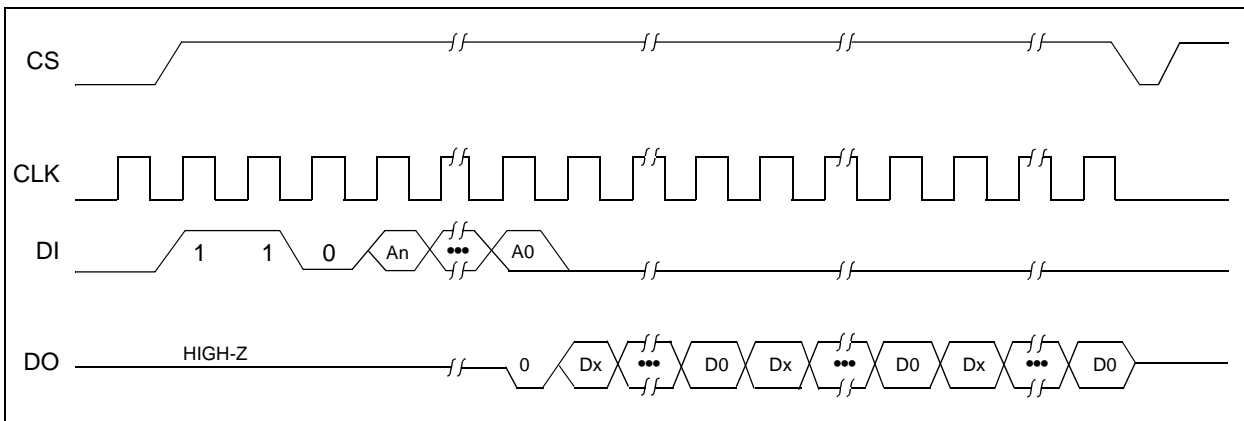 CS
CLK
DI 1 1 0 An ••• A0
HIGH-Z
DO 0 Dx ••• D0 Dx ••• D0 Dx ••• D0